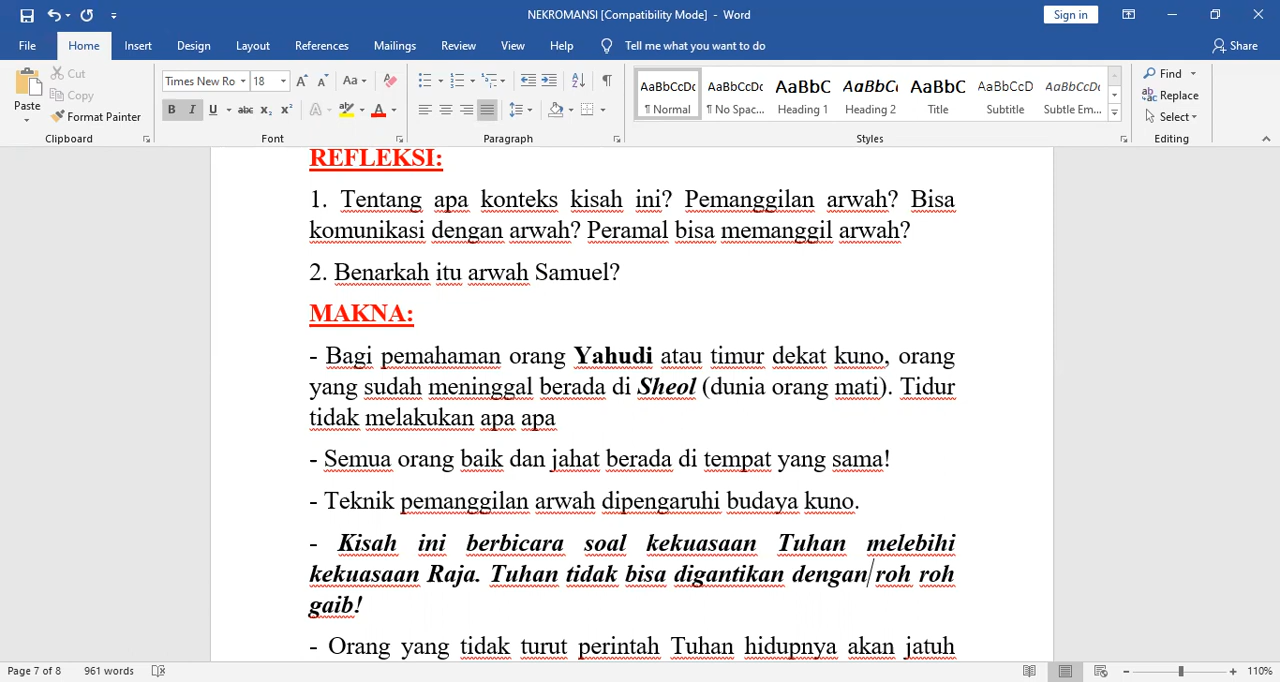 NEKROMANSI [Compatibility Mode] - Word
Sign in
File Home Insert Design Layout References Mailings Review View Help Tell me what you want to do Share
Paste
Cut
Copy
Format Painter
Clipboard
Times New Ro 18
B I U abc X₂ X²
Font
Paragraph
AaBbCcDc AaBbCcDc AaBbC AaBbCc AaBbC AaBbCcD AaBbCcDc
¶ Normal ¶ No Spac... Heading 1 Heading 2 Title Subtitle Subtle Em...
Styles
Find
Replace
Select
Editing
REFLEKSI:
1. Tentang apa konteks kisah ini? Pemanggilan arwah? Bisa
komunikasi dengan arwah? Peramal bisa memanggil arwah?
2. Benarkah itu arwah Samuel?
MAKNA:
- Bagi pemahaman orang Yahudi atau timur dekat kuno, orang
yang sudah meninggal berada di Sheol (dunia orang mati). Tidur
tidak melakukan apa apa
- Semua orang baik dan jahat berada di tempat yang sama!
- Teknik pemanggilan arwah dipengaruhi budaya kuno.
- Kisah ini berbicara soal kekuasaan Tuhan melebihi
kekuasaan Raja. Tuhan tidak bisa digantikan dengan roh roh
gaib!
- Orang yang tidak turut perintah Tuhan hidupnya akan jatuh
Page 7 of 8 961 words 110%